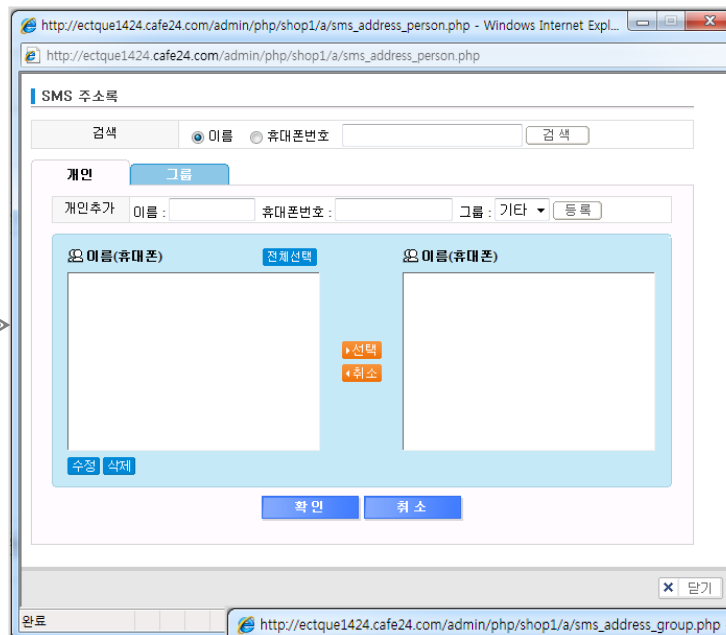 http://ectque1424.cafe24.com/admin/php/shop1/a/sms_address_person.php - Windows Internet Expl...
http://ectque1424.cafe24.com/admin/php/shop1/a/sms_address_person.php
SMS 주소록
검색 이름 휴대폰번호 검 색
개인 그룹
개인추가 이름 : 휴대폰번호 : 그룹 : 기타 등 록
이름(휴대폰) 전체선택 이름(휴대폰)
선택
취소
수정 삭제
확 인 취 소
닫기
완료
http://ectque1424.cafe24.com/admin/php/shop1/a/sms_address_group.php